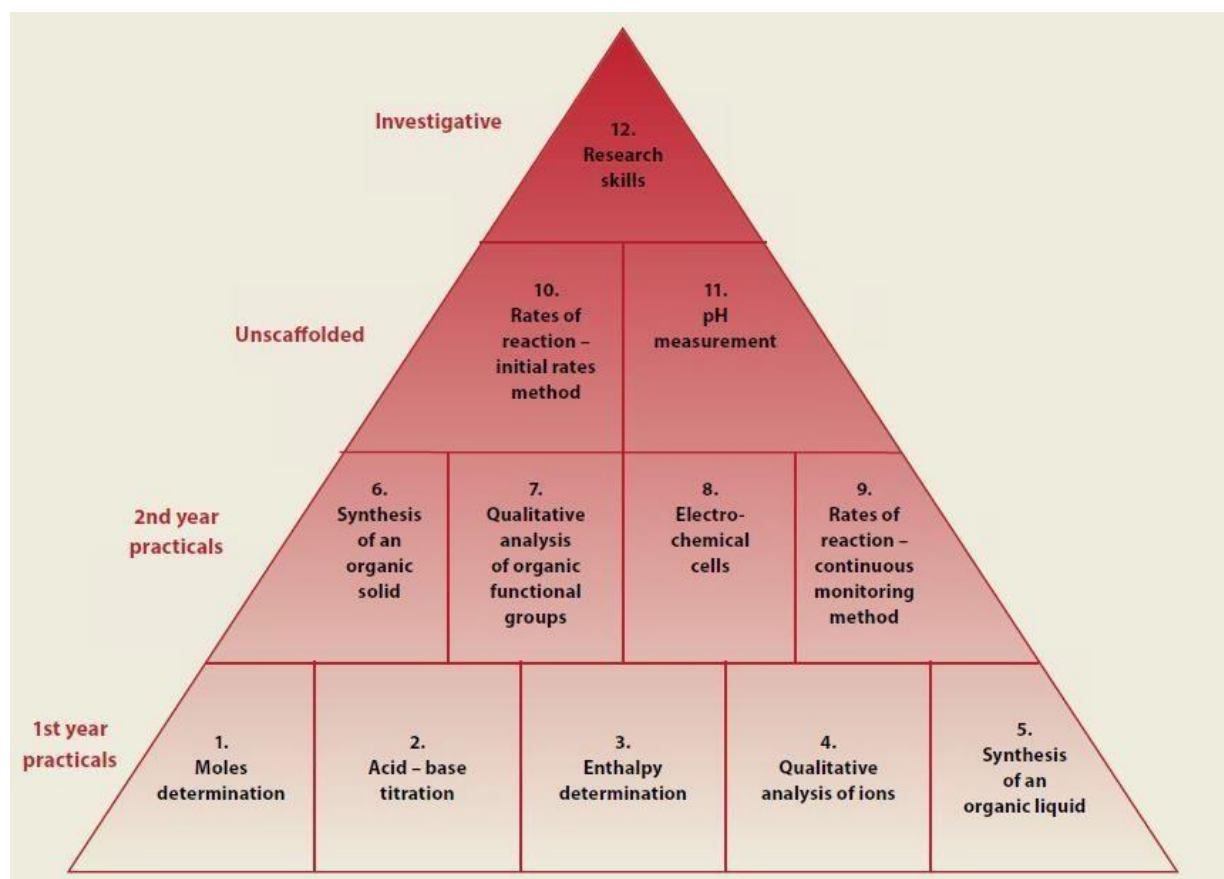 Investigative
12.
Research
skills
Unscaffolded
10.
Rates of
reaction –
initial rates
method
11.
pH
measurement
2nd year
practicals
6.
Synthesis
of an
organic
solid
7.
Qualitative
analysis
of organic
functional
groups
8.
Electro-
chemical
cells
9.
Rates of
reaction –
continuous
monitoring
method
1st year
practicals
1.
Moles
determination
2.
Acid – base
titration
3.
Enthalpy
determination
4.
Qualitative
analysis of ions
5.
Synthesis
of an
organic liquid